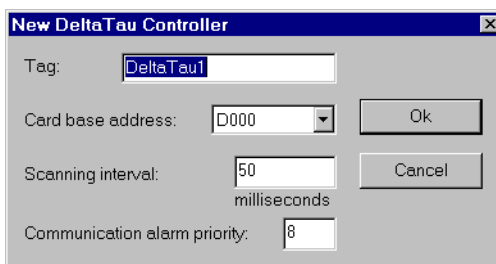 New DeltaTau Controller
Tag: DeltaTau1
Card base address: D000 Ok
Scanning interval: 50 Cancel
milliseconds
Communication alarm priority: 8